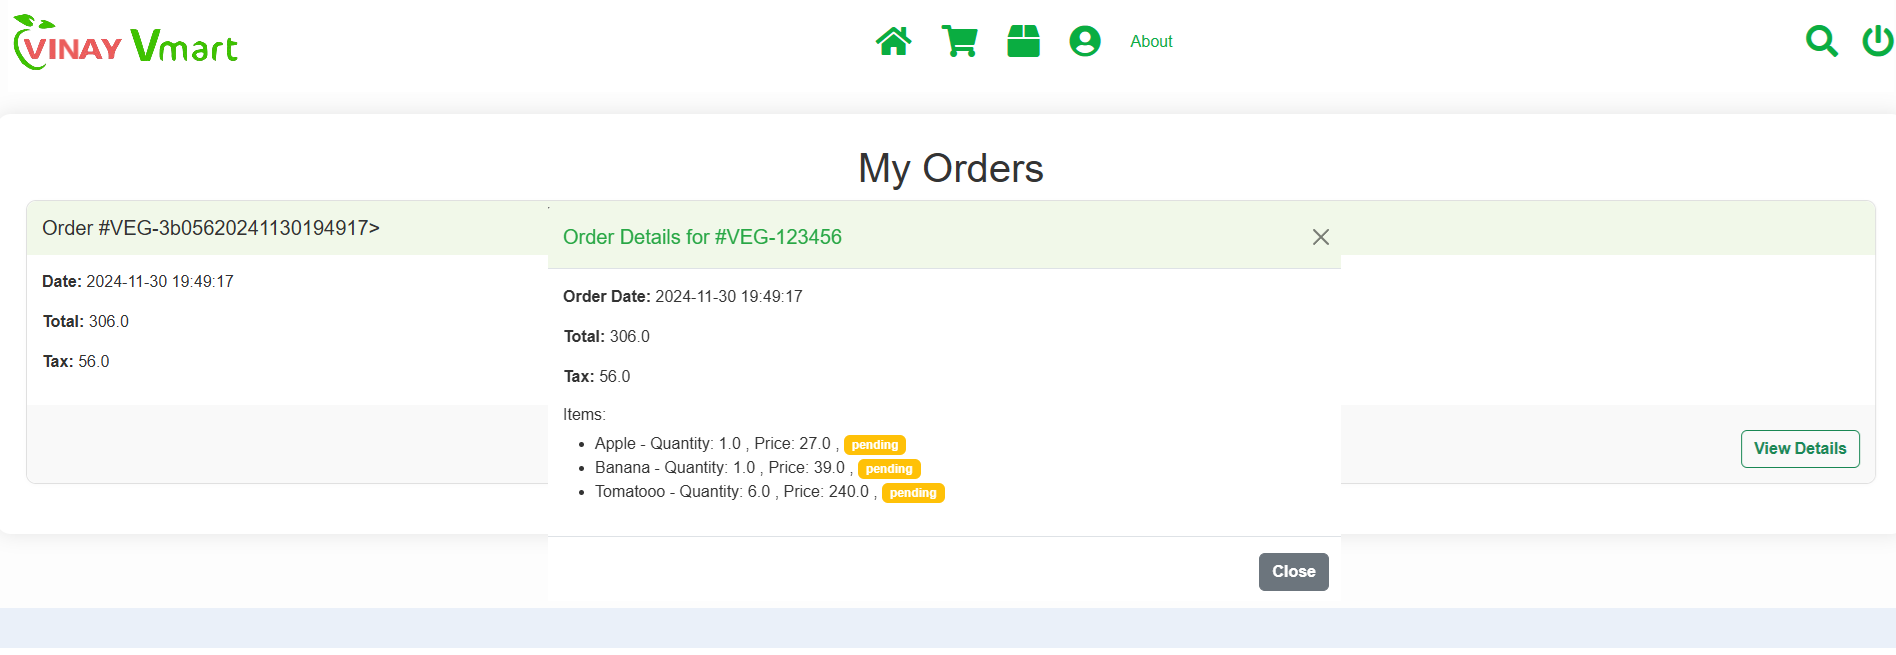 VINAY Vmart
About
My Orders
Order #VEG-3b05620241130194917>
Date: 2024-11-30 19:49:17
Total: 306.0
Tax: 56.0
Order Details for #VEG-123456
Order Date: 2024-11-30 19:49:17
Total: 306.0
Tax: 56.0
Items:
Apple - Quantity: 1.0 , Price: 27.0 , pending
Banana - Quantity: 1.0 , Price: 39.0 , pending
Tomatooo - Quantity: 6.0 , Price: 240.0 , pending
View Details
Close